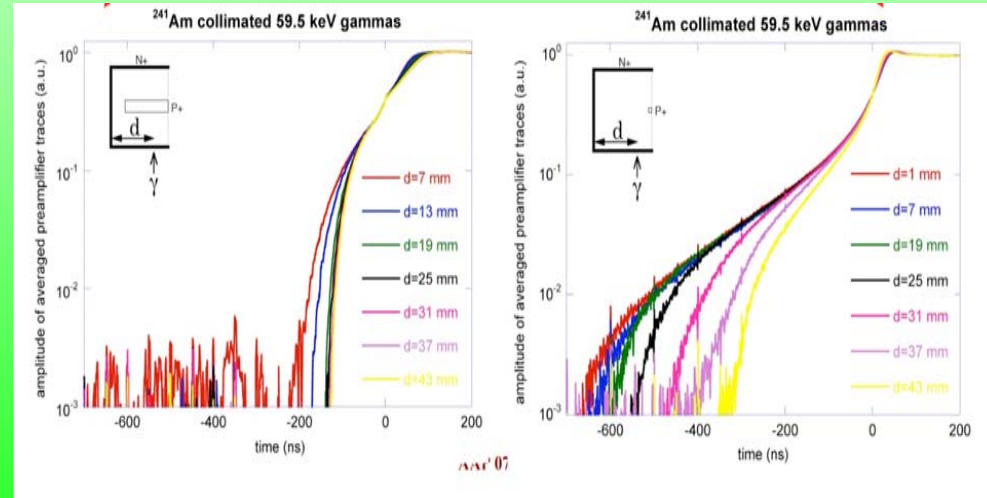 ²⁴¹Am collimated 59.5 keV gammas
amplitude of averaged preamplifier traces (a.u.)
10⁰
10⁻¹
10⁻²
10⁻³
N+
P+
d
γ
d=7 mm
d=13 mm
d=19 mm
d=25 mm
d=31 mm
d=37 mm
d=43 mm
-600
-400
-200
0
200
time (ns)
²⁴¹Am collimated 59.5 keV gammas
amplitude of averaged preamplifier traces (a.u.)
10⁰
10⁻¹
10⁻²
10⁻³
N+
P+
d
γ
d=1 mm
d=7 mm
d=19 mm
d=25 mm
d=31 mm
d=37 mm
d=43 mm
-600
-400
-200
0
200
time (ns)
' 07